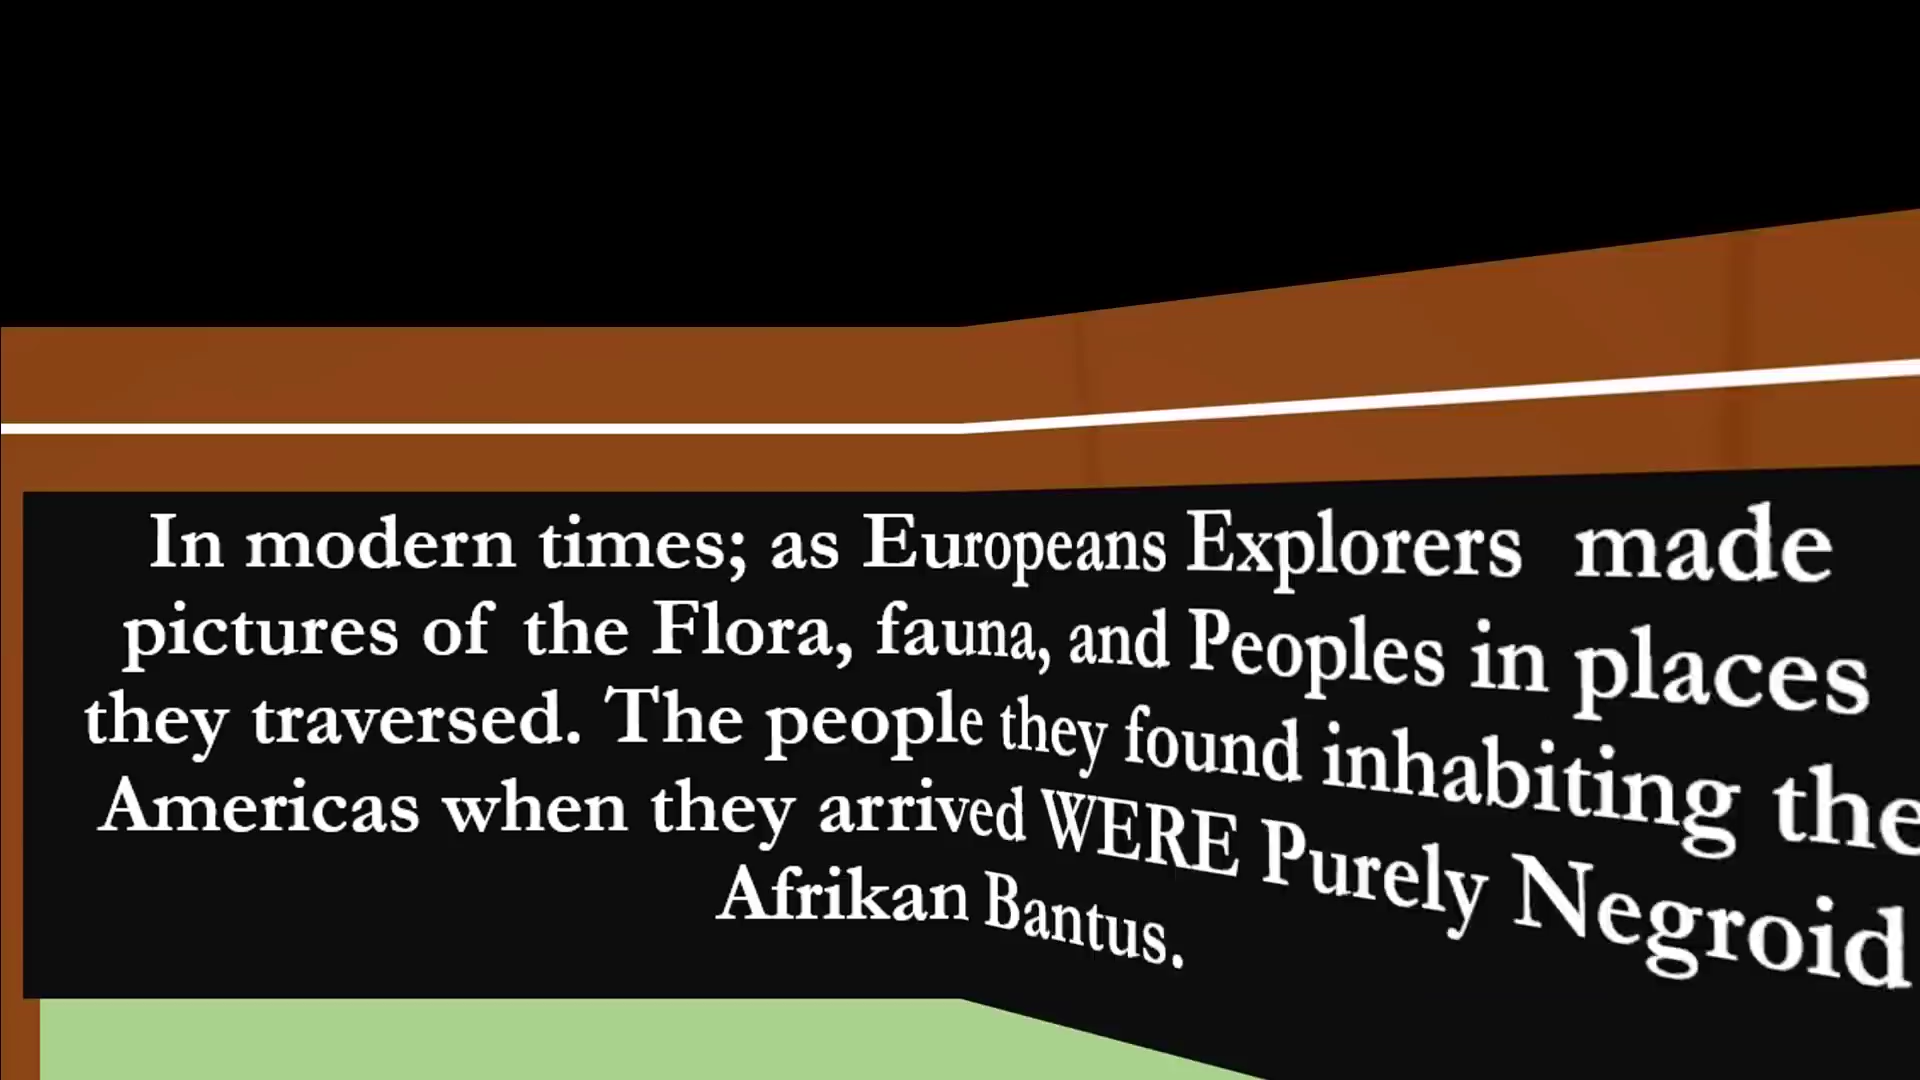 In modern times; as Europeans Explorers made
pictures of the Flora, fauna, and Peoples in places
they traversed. The people they found inhabiting the
Americas when they arrived WERE Purely Negroid
Afrikan Bantus.